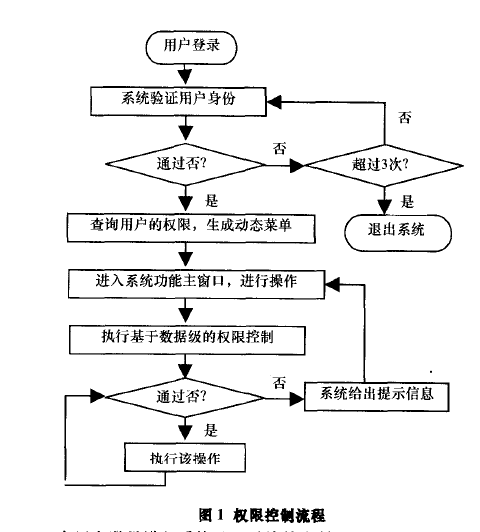 用户登录
系统验证用户身份
否
通过否?
否
超过3次?
是
是
查询用户的权限,生成动态菜单
退出系统
进入系统功能主窗口,进行操作
执行基于数据级的权限控制
通过否?
否
系统给出提示信息
是
执行该操作
图 1 权限控制流程